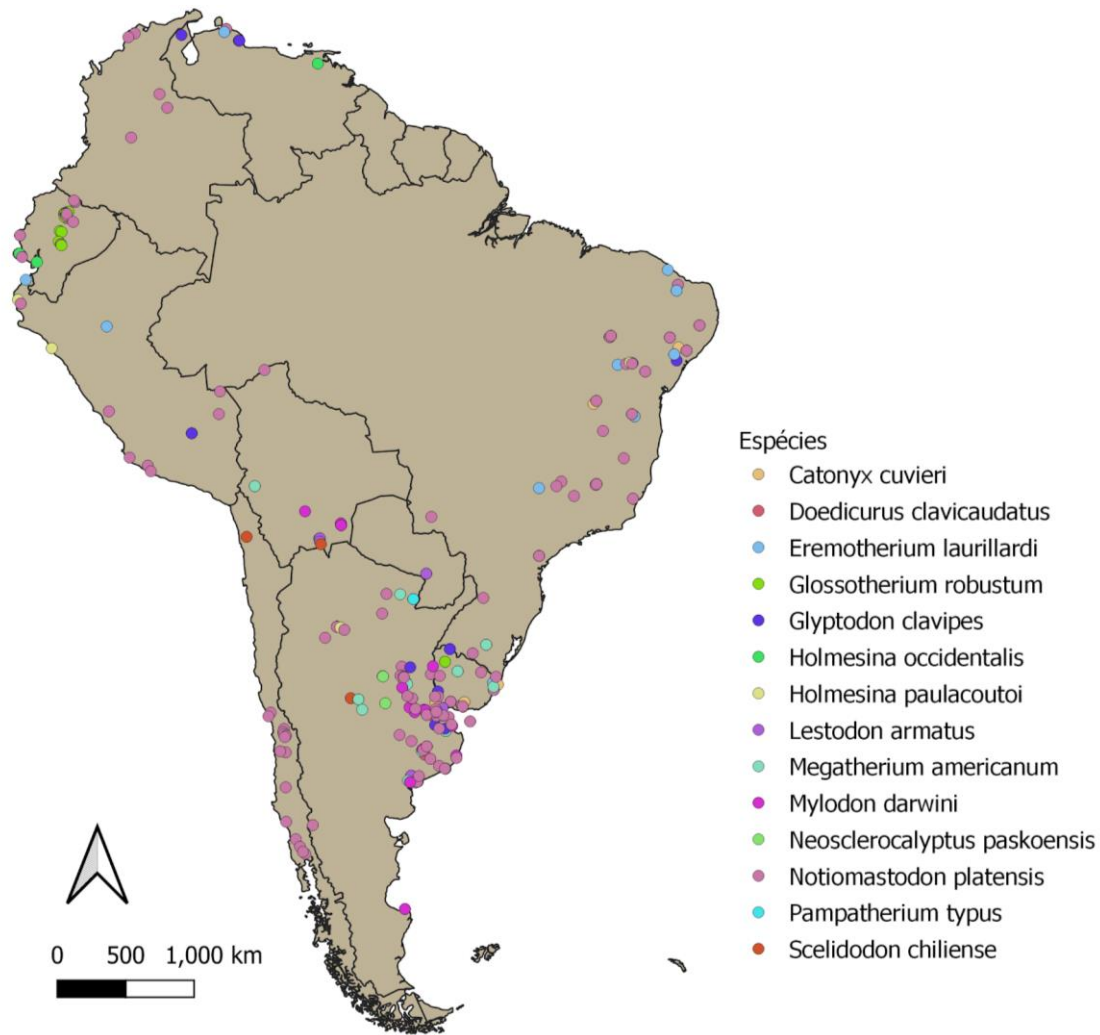 Espécies
Catonyx cuvieri
Doedicurus clavicaudatus
Eremotherium laurillardi
Glossotherium robustum
Glyptodon clavipes
Holmesina occidentalis
Holmesina paulacoutoi
Lestodon armatus
Megatherium americanum
Mylodon darwini
Neosclerocalyptus paskoensis
Notiomastodon platensis
Pampatherium typus
Scelidodon chiliense
0 500 1,000 km